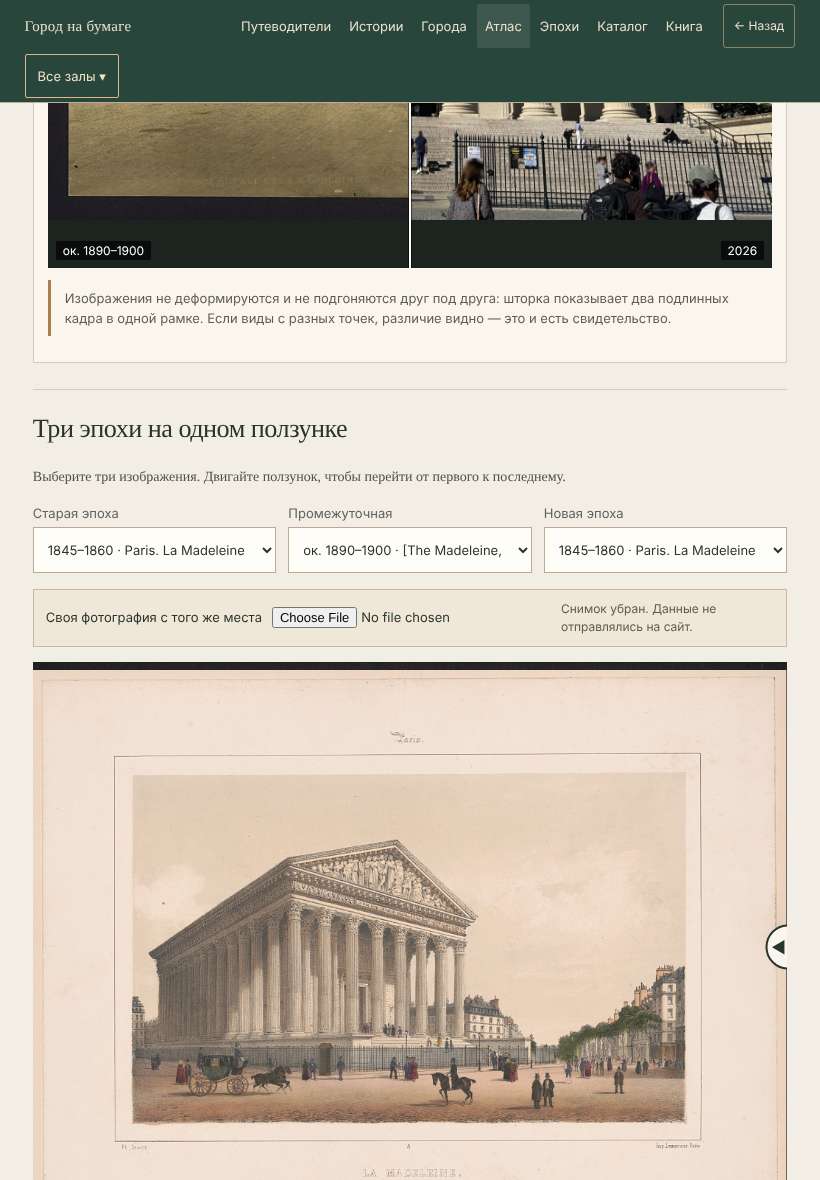 Город на бумаге
Путеводители
Истории
Города
Атлас
Эпохи
Каталог
Книга
← Назад
Все залы ▾
ок. 1890–1900
2026
Изображения не деформируются и не подгоняются друг под друга: шторка показывает два подлинных
кадра в одной рамке. Если виды с разных точек, различие видно — это и есть свидетельство.
Три эпохи на одном ползунке
Выберите три изображения. Двигайте ползунок, чтобы перейти от первого к последнему.
Старая эпоха
Промежуточная
Новая эпоха
1845–1860 · Paris. La Madeleine
ок. 1890–1900 · [The Madeleine,
1845–1860 · Paris. La Madeleine
Своя фотография с того же места
Choose File
No file chosen
Снимок убран. Данные не
отправлялись на сайт.
Paris.
LA MADELEINE.